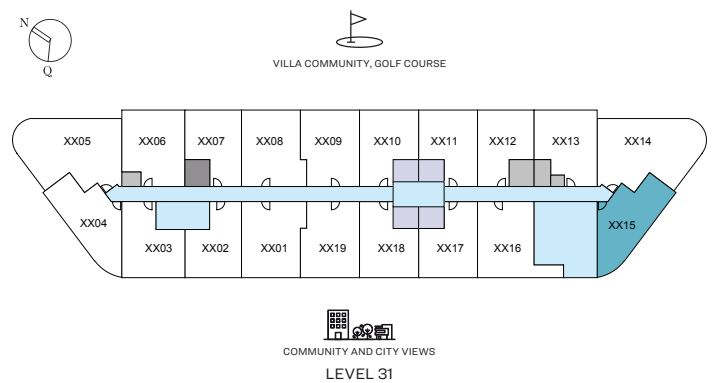 N
Q
VILLA COMMUNITY, GOLF COURSE
XX05 XX06 XX07 XX08 XX09 XX10 XX11 XX12 XX13 XX14
XX04 XX15
XX03 XX02 XX01 XX19 XX18 XX17 XX16
COMMUNITY AND CITY VIEWS
LEVEL 31